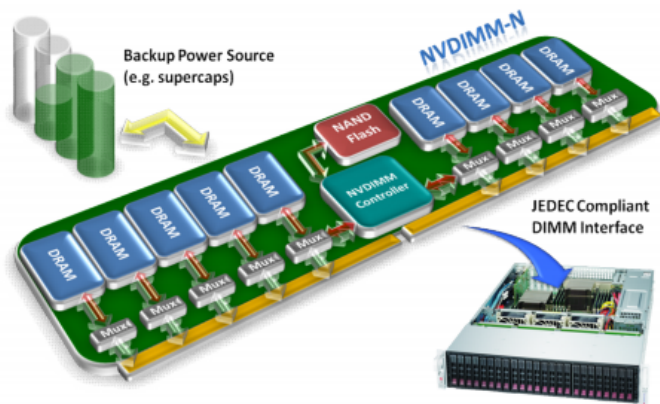 Backup Power Source
(e.g. supercaps)
NVDIMM-N
DRAM
DRAM
DRAM
DRAM
Mux
Mux
Mux
Mux
NAND
Flash
NVDIMM
Controller
DRAM
DRAM
DRAM
DRAM
DRAM
Mux
Mux
Mux
Mux
Mux
JEDEC Compliant
DIMM Interface